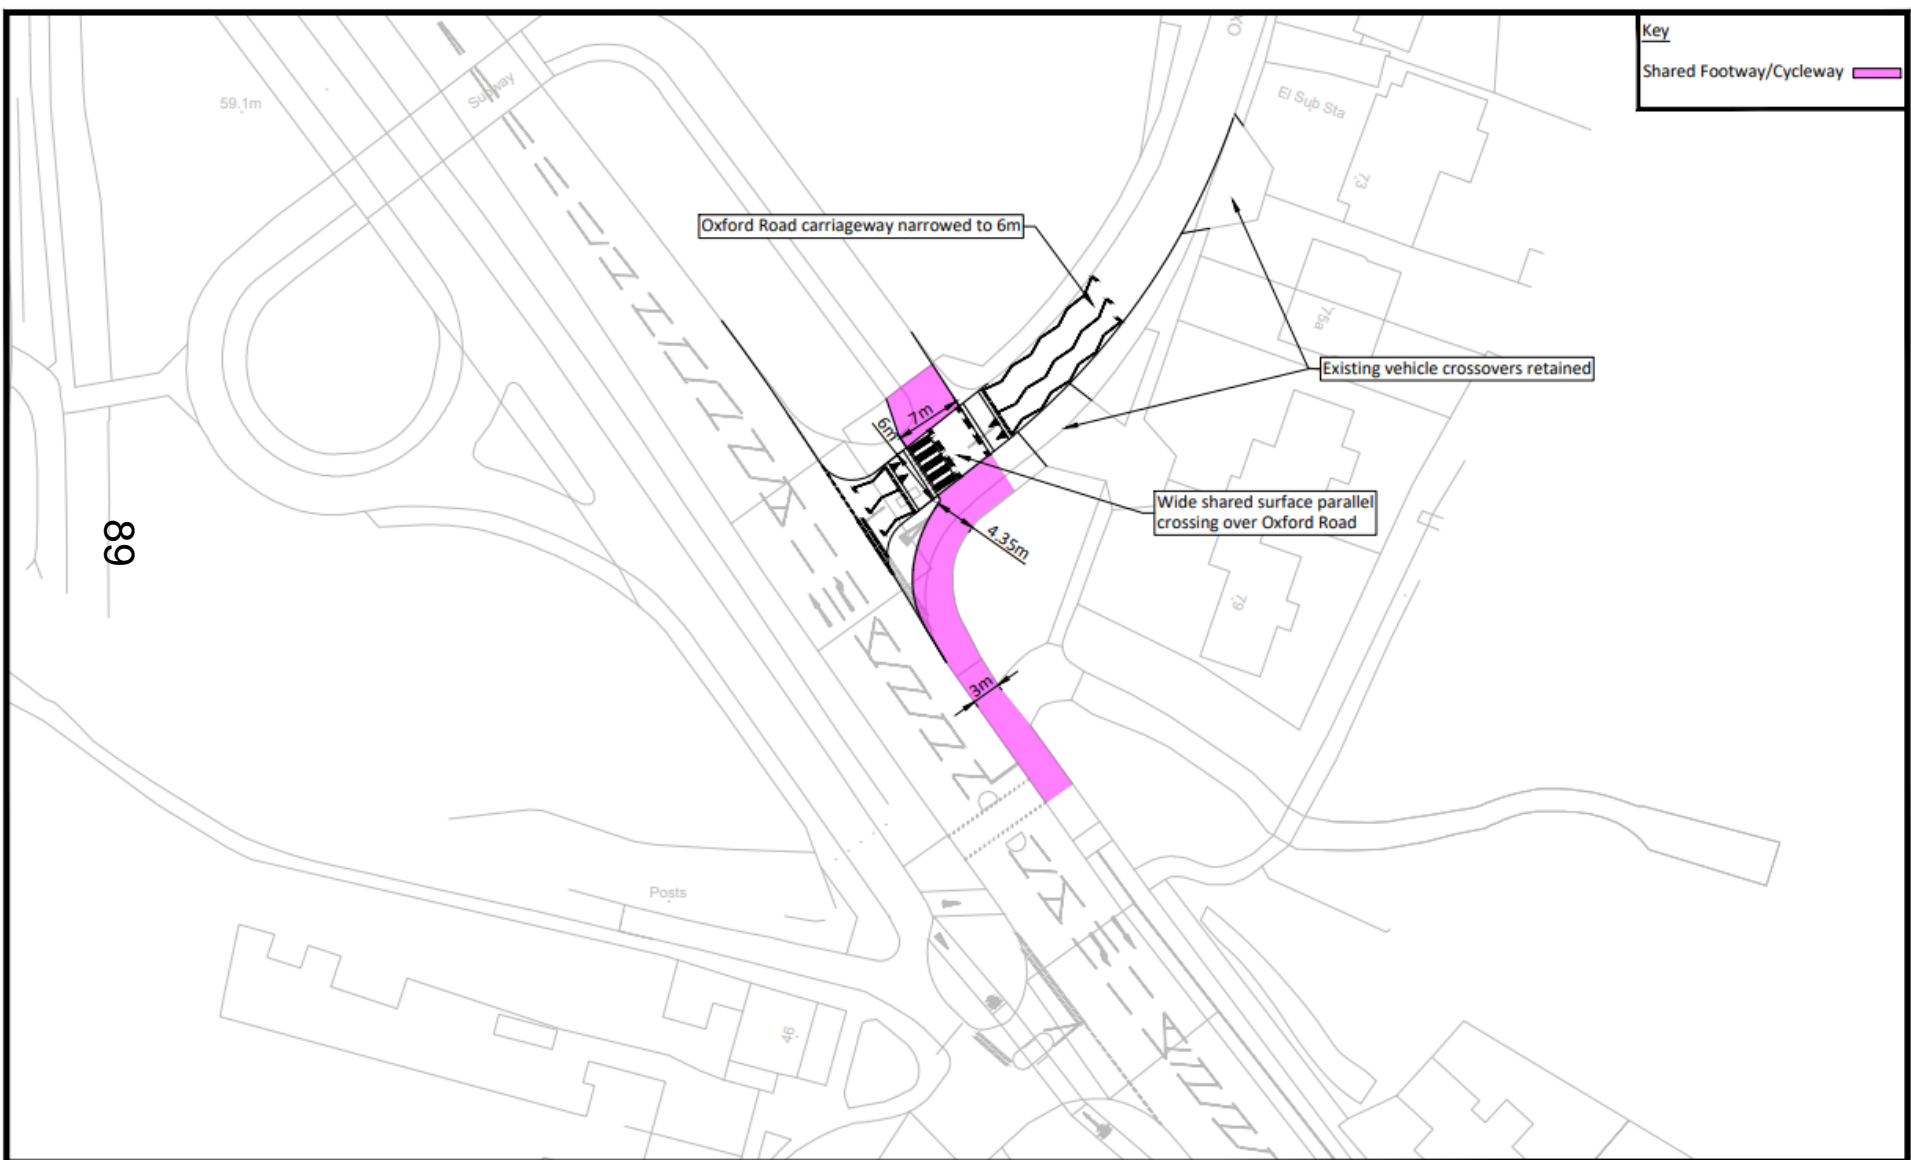 Key
Shared Footway/Cycleway
59.1m
Subway
El Sub Sta
73
Oxford Road carriageway narrowed to 6m
75a
Existing vehicle crossovers retained
7m
6m
Wide shared surface parallel
crossing over Oxford Road
4.35m
89
79
3m
Posts
46